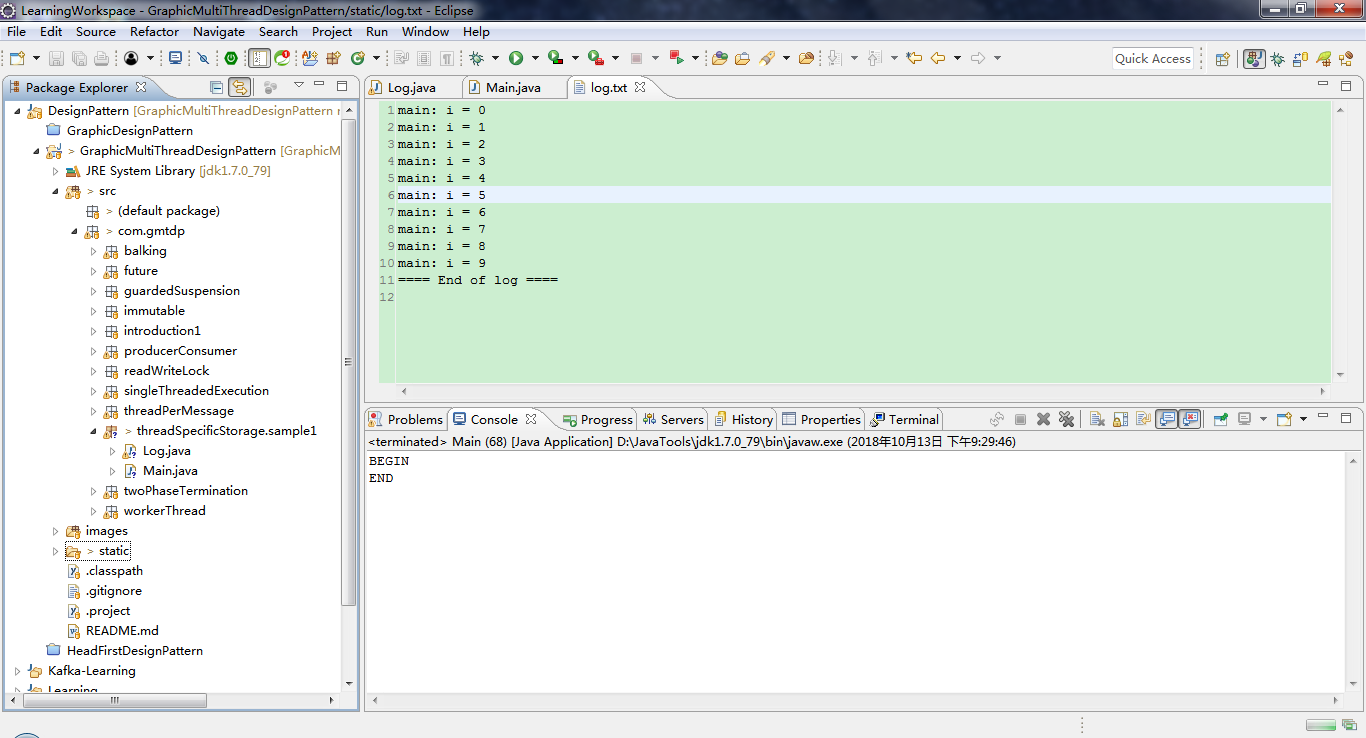 LearningWorkspace - GraphicMultiThreadDesignPattern/static/log.txt - Eclipse
File Edit Source Refactor Navigate Search Project Run Window Help
Quick Access
Package Explorer
DesignPattern [GraphicMultiThreadDesignPattern
GraphicDesignPattern
> GraphicMultiThreadDesignPattern [GraphicM
JRE System Library [jdk1.7.0_79]
> src
> (default package)
> com.gmtdp
balking
future
guardedSuspension
immutable
introduction1
producerConsumer
readWriteLock
singleThreadedExecution
threadPerMessage
> threadSpecificStorage.sample1
Log.java
Main.java
twoPhaseTermination
workerThread
images
> static
.classpath
.gitignore
.project
README.md
HeadFirstDesignPattern
Kafka-Learning
Learning
Log.java Main.java log.txt
1 main: i = 0
2 main: i = 1
3 main: i = 2
4 main: i = 3
5 main: i = 4
6 main: i = 5
7 main: i = 6
8 main: i = 7
9 main: i = 8
10 main: i = 9
11 ==== End of log ====
12
Problems Console Progress Servers History Properties Terminal
<terminated> Main (68) [Java Application] D:\JavaTools\jdk1.7.0_79\bin\javaw.exe (2018年10月13日 下午9:29:46)
BEGIN
END